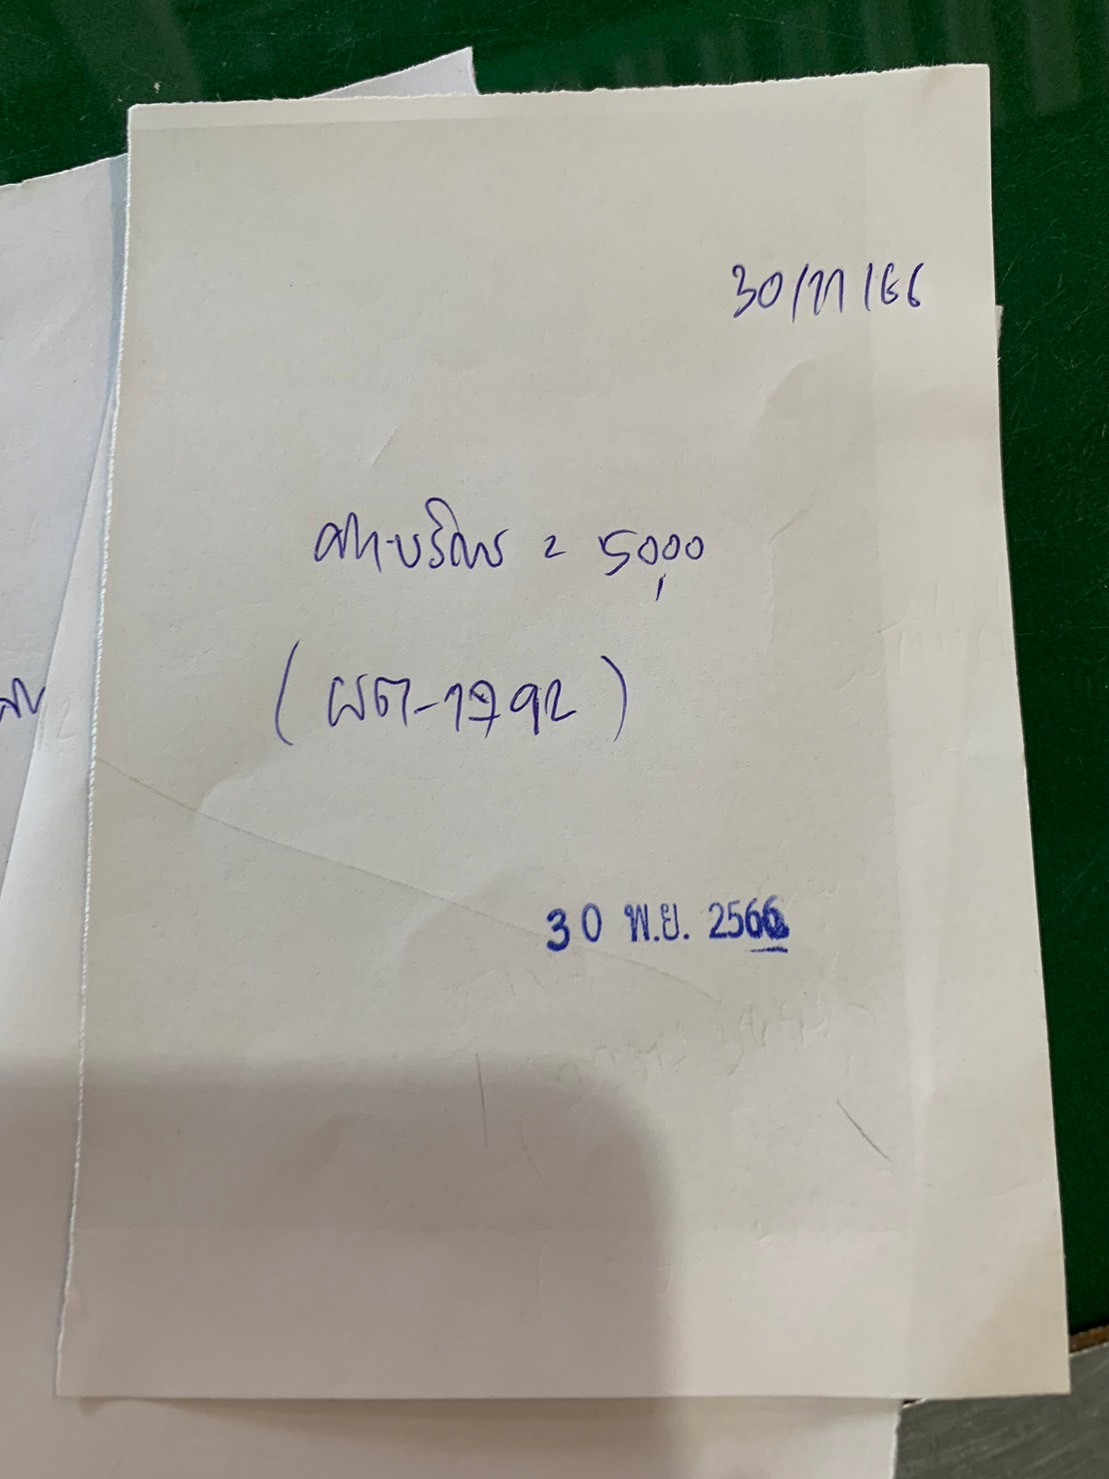 30/11/66
ค่าบริการ = 5,000
(ผต-1792)
30 พ.ย. 2566